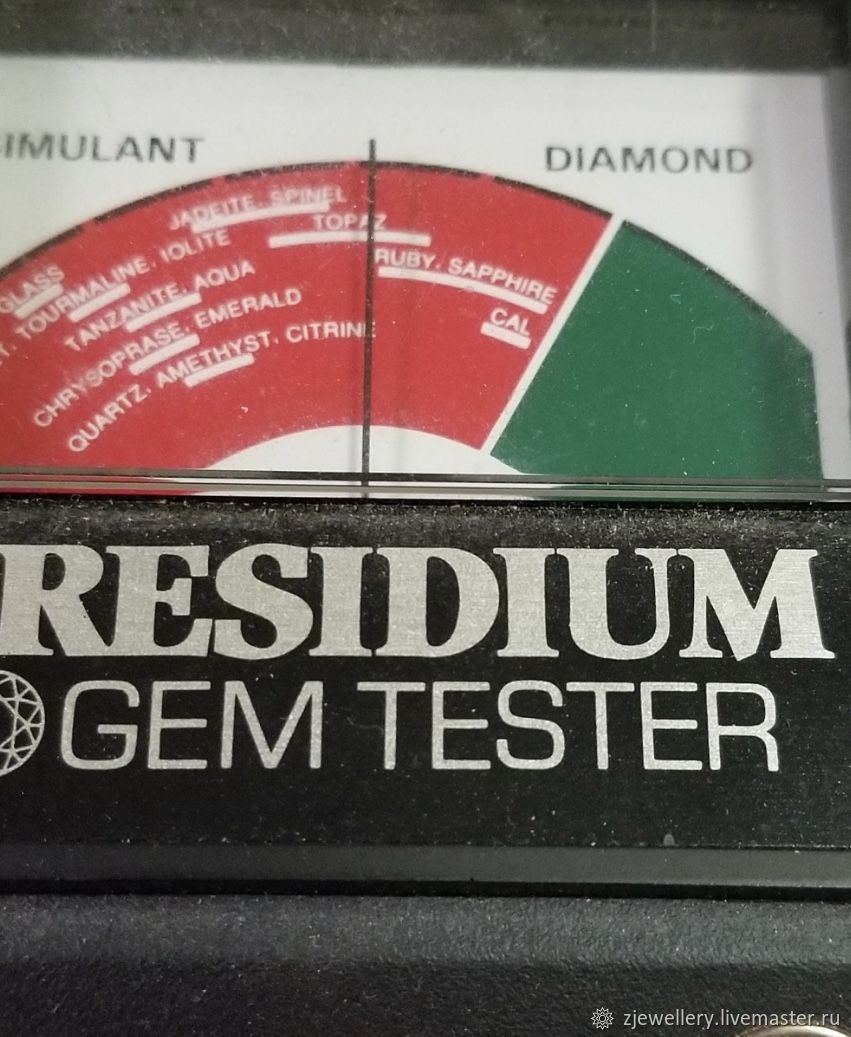 SIMULANT
DIAMOND
JADEITE, SPINEL
TOPAZ
GLASS
T, TOURMALINE, IOLITE
RUBY, SAPPHIRE
TANZANITE, AQUA
CAL
CHRYSOPRASE, EMERALD
QUARTZ, AMETHYST, CITRINE
RESIDIUM
GEM TESTER
zjewellery.livemaster.ru